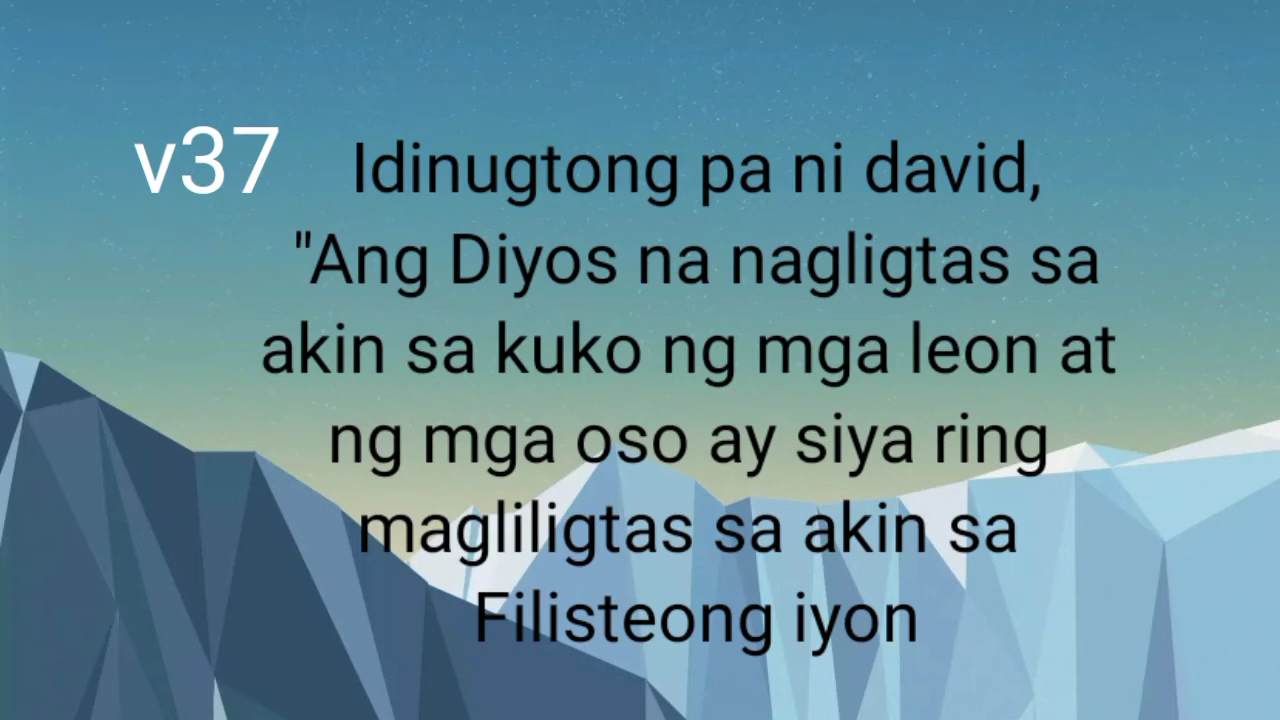 v37 Idinugtong pa ni david,
"Ang Diyos na nagligtas sa
akin sa kuko ng mga leon at
ng mga oso ay siya ring
magliligtas sa akin sa
Filisteong iyon